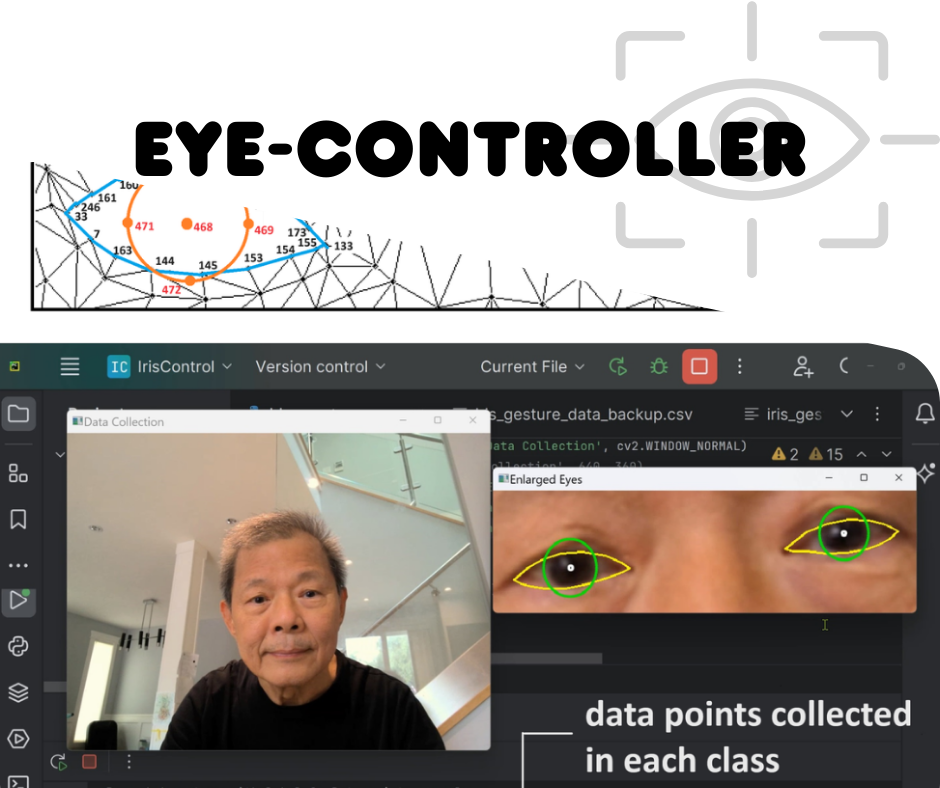 EYE-CONTROLLER
160
161
246
33
7
163
144
145
153
154
155
173
133
471
468
469
472
IC IrisControl Version control Current File
_gesture_data_backup.csv iris_ges
Data Collection
Data Collection', cv2.WINDOW_NORMAL)
2 15
Enlarged Eyes
data points collected
in each class